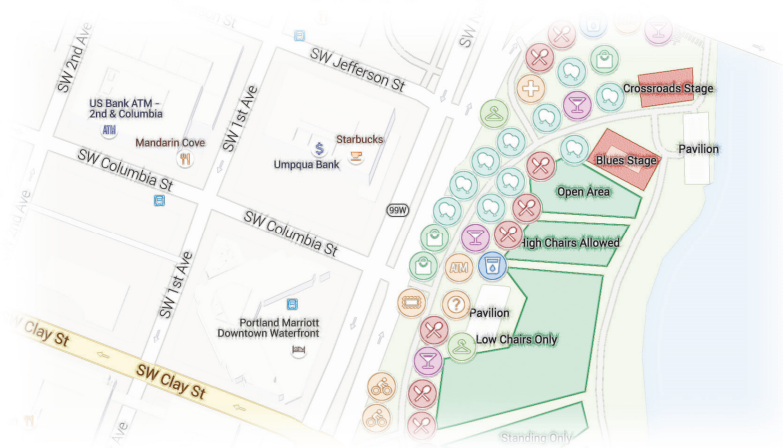 SW 2nd Ave
SW Jefferson St
US Bank ATM –
2nd & Columbia
ATM
Mandarin Cove
SW 1st Ave
$
Umpqua Bank
Starbucks
SW Columbia St
SW Columbia St
99W
SW 1st Ave
Portland Marriott
Downtown Waterfront
Clay St
SW Clay St
Ave
Crossroads Stage
Blues Stage
Pavilion
Open Area
High Chairs Allowed
ATM
?
Pavilion
Low Chairs Only
Standing Only